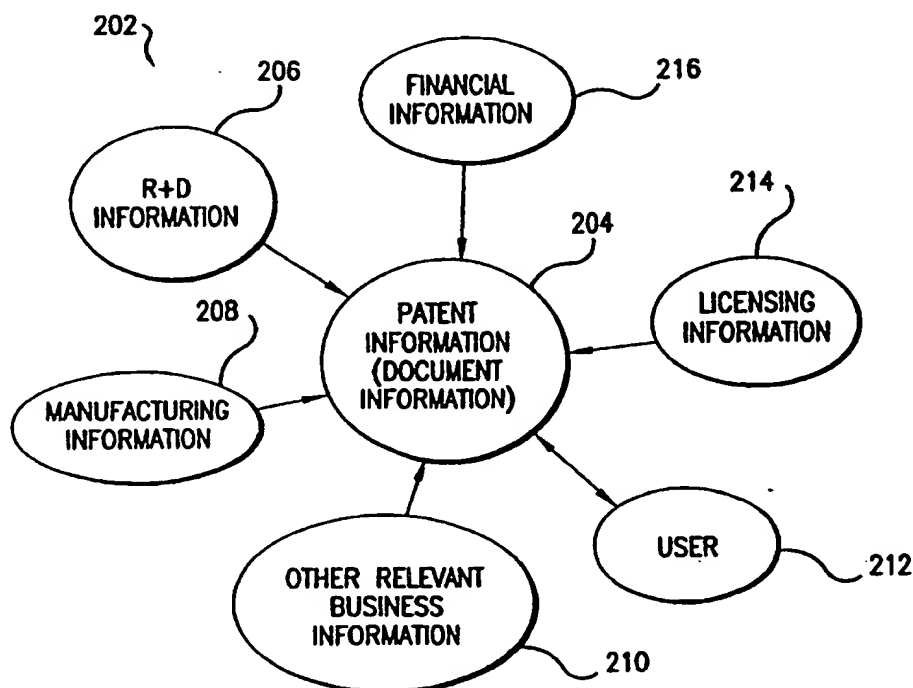 202
206
216
FINANCIAL
INFORMATION
R+D
INFORMATION
214
204
LICENSING
INFORMATION
208
PATENT
INFORMATION
(DOCUMENT
INFORMATION)
MANUFACTURING
INFORMATION
USER
212
OTHER RELEVANT
BUSINESS
INFORMATION
210